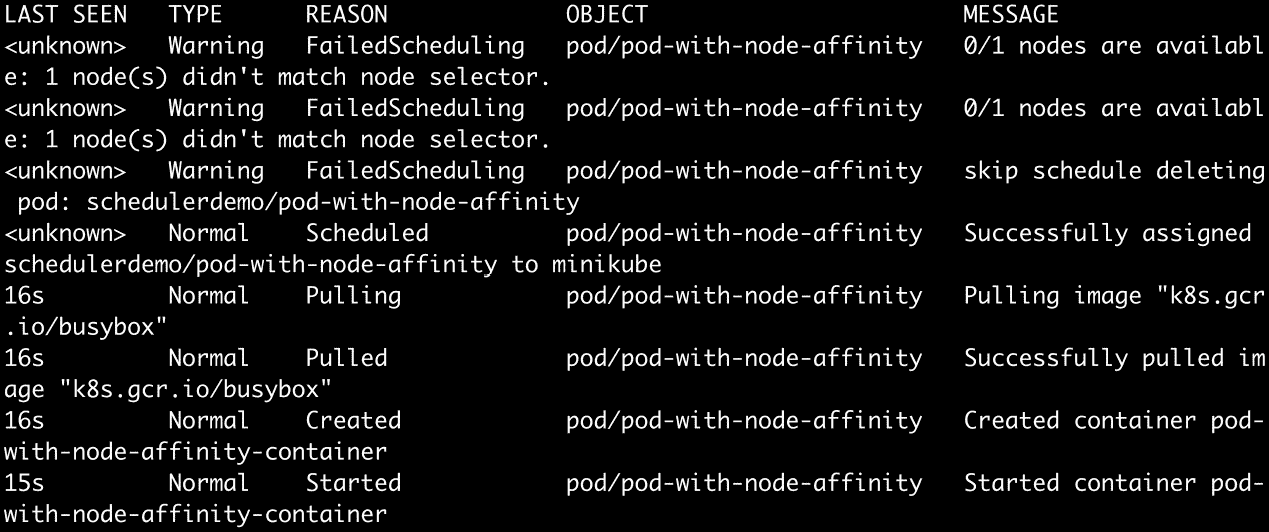 LAST SEEN   TYPE      REASON             OBJECT                       MESSAGE
<unknown>   Warning   FailedScheduling   pod/pod-with-node-affinity   0/1 nodes are availabl
e: 1 node(s) didn't match node selector.
<unknown>   Warning   FailedScheduling   pod/pod-with-node-affinity   0/1 nodes are availabl
e: 1 node(s) didn't match node selector.
<unknown>   Warning   FailedScheduling   pod/pod-with-node-affinity   skip schedule deleting
 pod: schedulerdemo/pod-with-node-affinity
<unknown>   Normal    Scheduled          pod/pod-with-node-affinity   Successfully assigned
schedulerdemo/pod-with-node-affinity to minikube
16s         Normal    Pulling            pod/pod-with-node-affinity   Pulling image "k8s.gcr
.io/busybox"
16s         Normal    Pulled             pod/pod-with-node-affinity   Successfully pulled im
age "k8s.gcr.io/busybox"
16s         Normal    Created            pod/pod-with-node-affinity   Created container pod-
with-node-affinity-container
15s         Normal    Started            pod/pod-with-node-affinity   Started container pod-
with-node-affinity-container